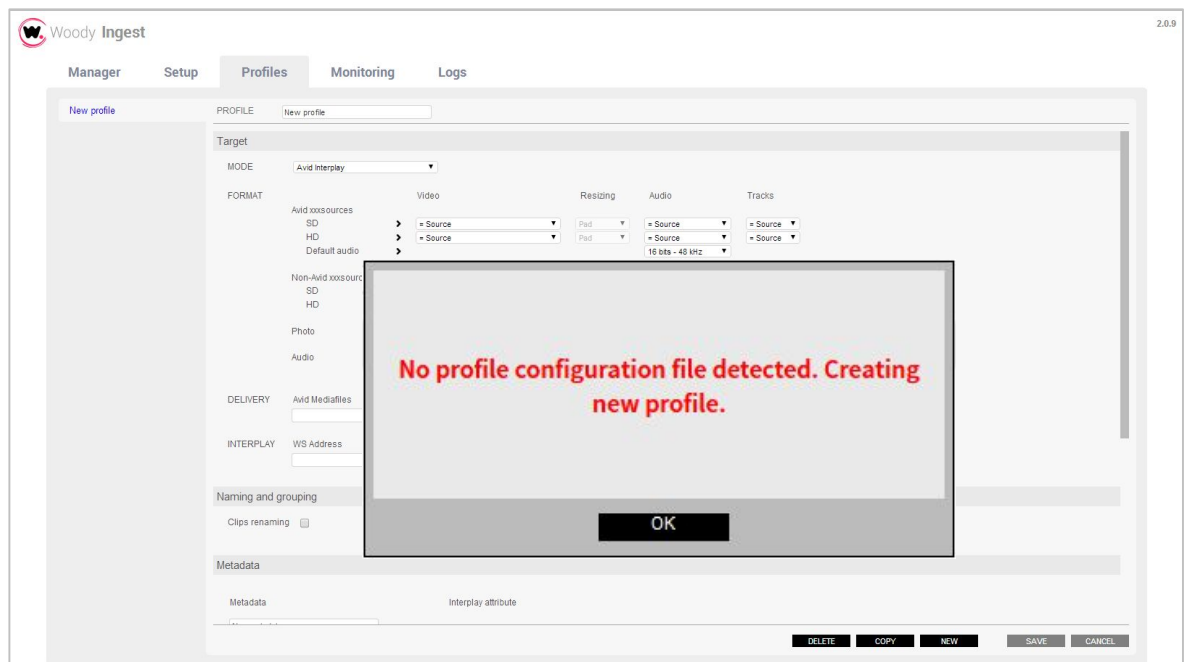 Woody Ingest
2.0.9
Manager Setup Profiles Monitoring Logs
New profile
PROFILE New profile
Target
MODE Avid Interplay
FORMAT Video Resizing Audio Tracks
Avid xxxsources
SD = Source Pad = Source = Source
HD = Source Pad = Source = Source
Default audio 16 bits - 48 kHz
Non-Avid xxxsourc
SD
HD
Photo
Audio
No profile configuration file detected. Creating
new profile.
OK
DELIVERY Avid Mediafiles
INTERPLAY WS Address
Naming and grouping
Clips renaming
Metadata
Metadata Interplay attribute
DELETE COPY NEW SAVE CANCEL